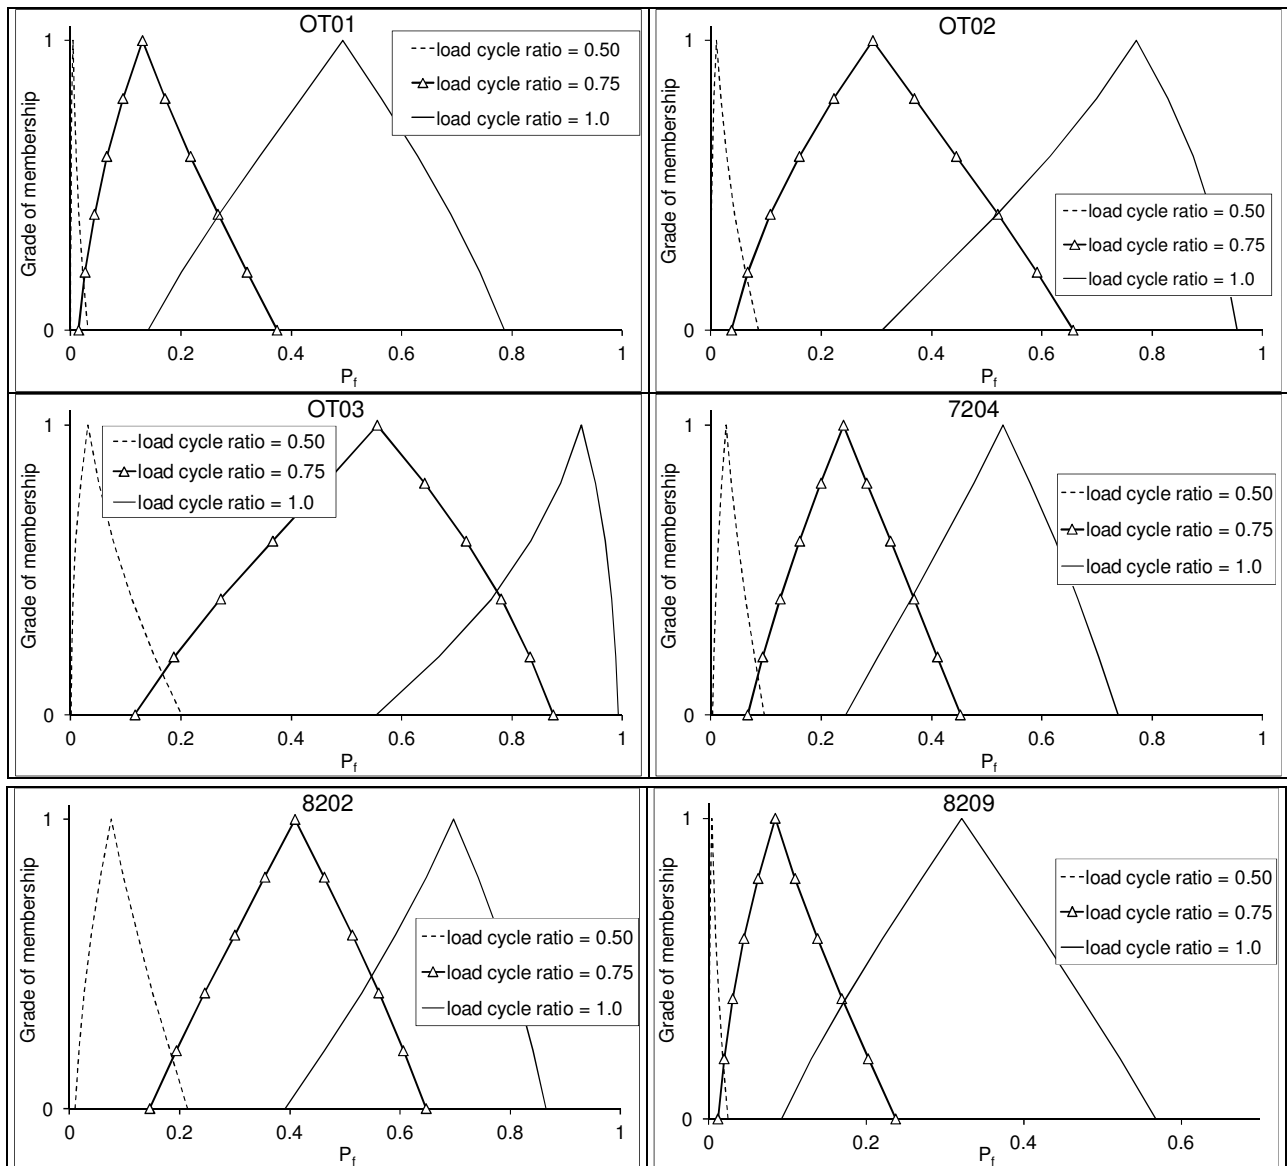 OT01
1
0
Grade of membership
load cycle ratio = 0.50
load cycle ratio = 0.75
load cycle ratio = 1.0
0 0.2 0.4 0.6 0.8 1
Pf
OT02
1
0
Grade of membership
load cycle ratio = 0.50
load cycle ratio = 0.75
load cycle ratio = 1.0
0 0.2 0.4 0.6 0.8 1
Pf
OT03
1
0
Grade of membership
load cycle ratio = 0.50
load cycle ratio = 0.75
load cycle ratio = 1.0
0 0.2 0.4 0.6 0.8 1
Pf
7204
1
0
Grade of membership
load cycle ratio = 0.50
load cycle ratio = 0.75
load cycle ratio = 1.0
0 0.2 0.4 0.6 0.8 1
Pf
8202
1
0
Grade of membership
load cycle ratio = 0.50
load cycle ratio = 0.75
load cycle ratio = 1.0
0 0.2 0.4 0.6 0.8 1
Pf
8209
1
0
Grade of membership
load cycle ratio = 0.50
load cycle ratio = 0.75
load cycle ratio = 1.0
0 0.2 0.4 0.6
Pf